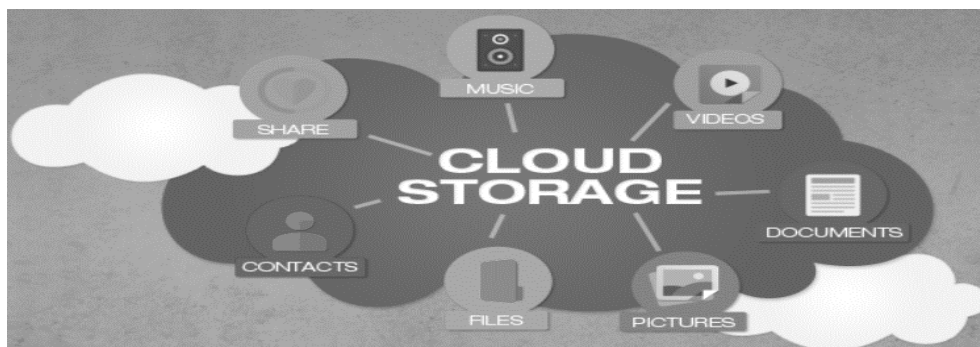 MUSIC
VIDEOS
SHARE
CLOUD
STORAGE
DOCUMENTS
CONTACTS
FILES
PICTURES